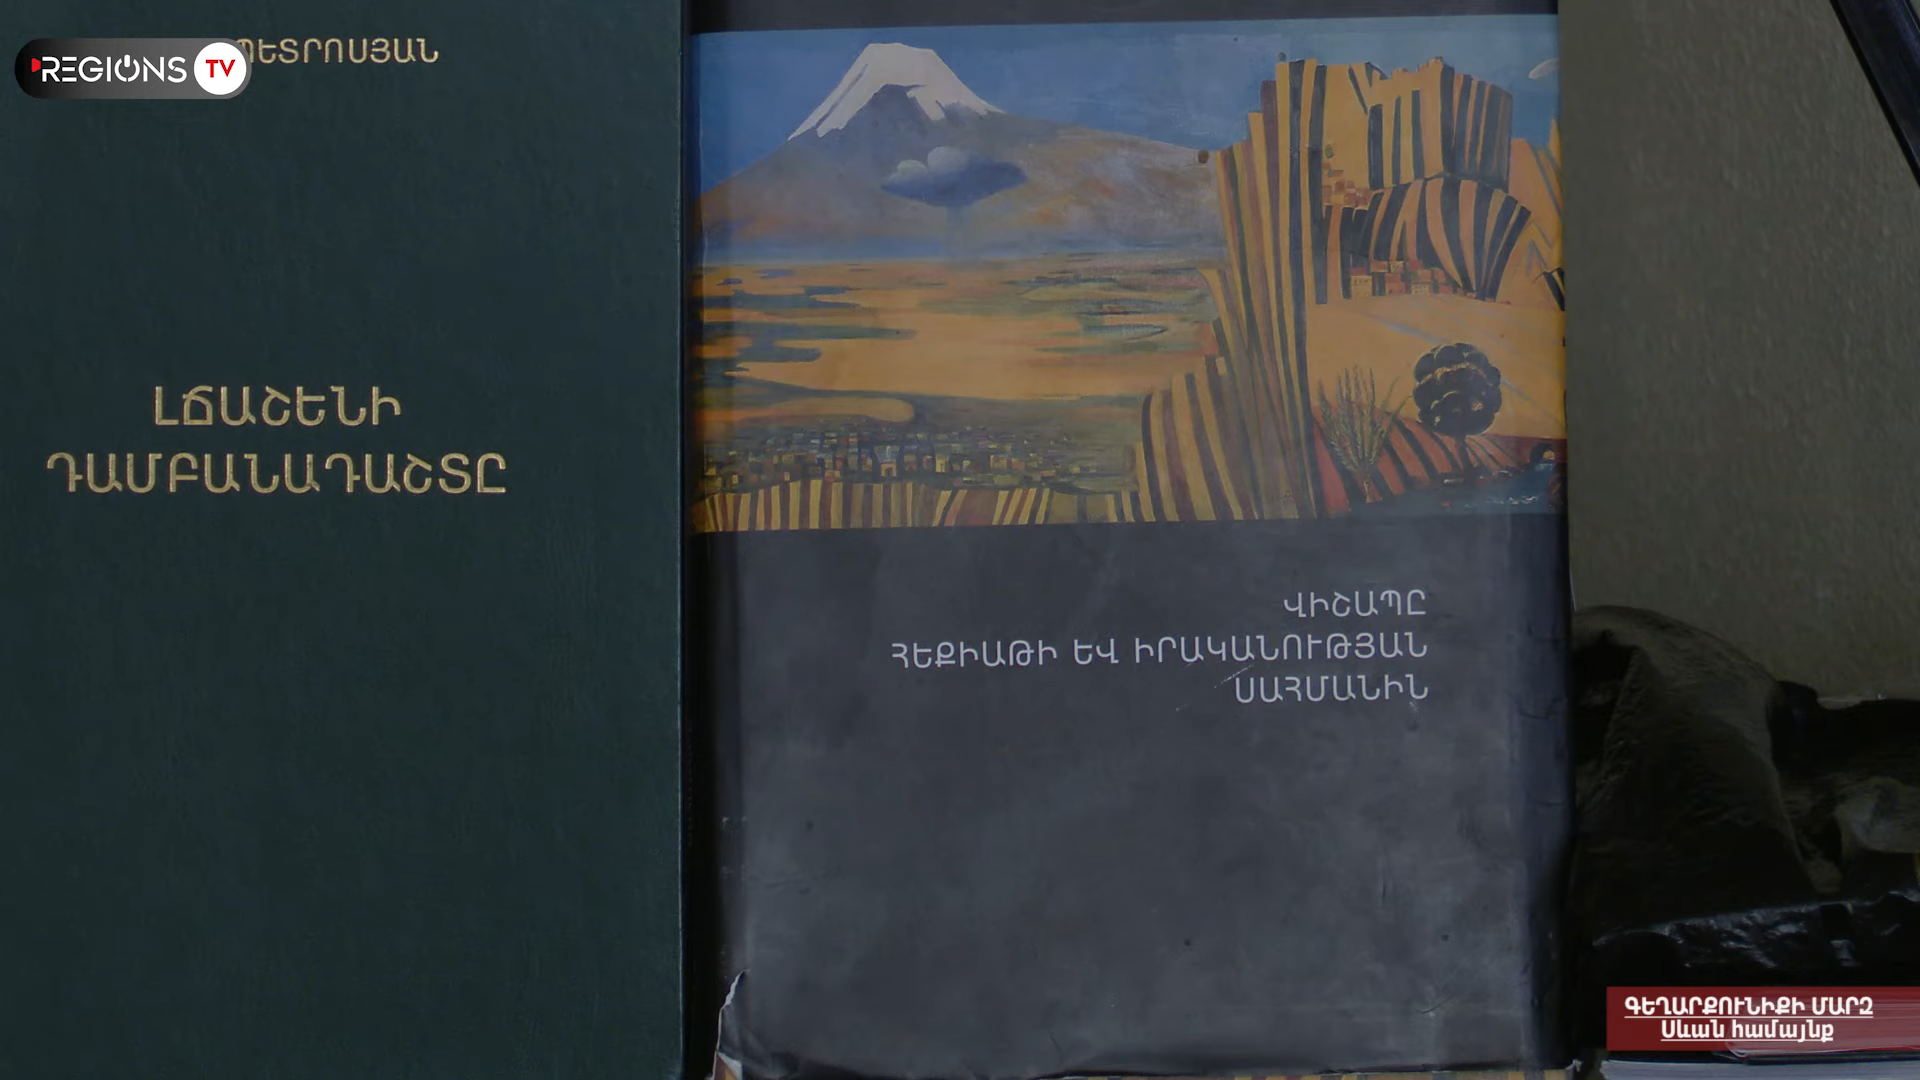 REGIONS TV
ՊԵՏՐՈՍՅԱՆ
ԼՃԱՇԵՆԻ
ԴԱՄԲԱՆԱԴԱՇՏԸ
ՎԻՇԱՊԸ
ՀԵՔԻԱԹԻ ԵՎ ԻՐԱԿԱՆՈՒԹՅԱՆ
ՍԱՀՄԱՆԻՆ
ԳԵՂԱՐՔՈՒՆԻՔԻ ՄԱՐԶ
Սևան համայնք